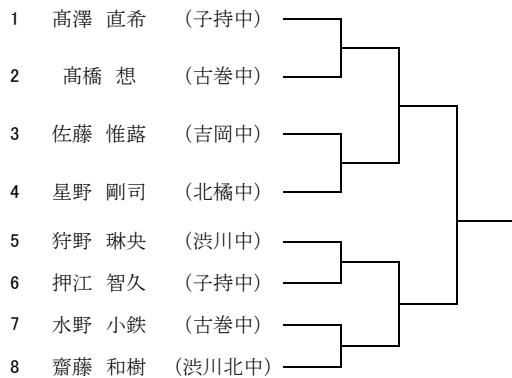 1 髙澤 直希 (子持中)
2 髙橋 想 (古巻中)
3 佐藤 惟蕗 (吉岡中)
4 星野 剛司 (北橘中)
5 狩野 琳央 (渋川中)
6 押江 智久 (子持中)
7 水野 小鉄 (古巻中)
8 齋藤 和樹 (渋川北中)